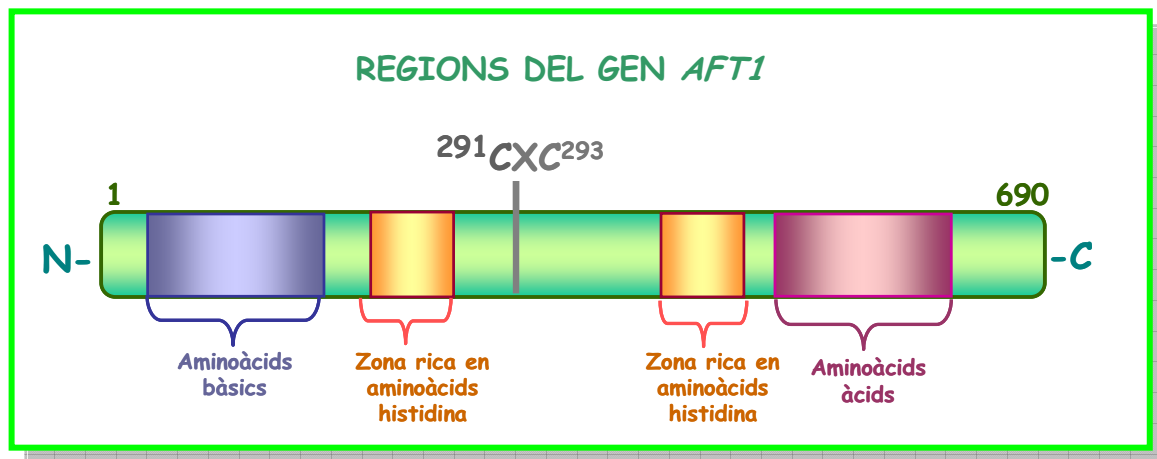 REGIONS DEL GEN AFT1
291CXC293
1
690
N-
-C
Aminoàcids
bàsics
Zona rica en
aminoàcids
histidina
Zona rica en
aminoàcids
histidina
Aminoàcids
àcids